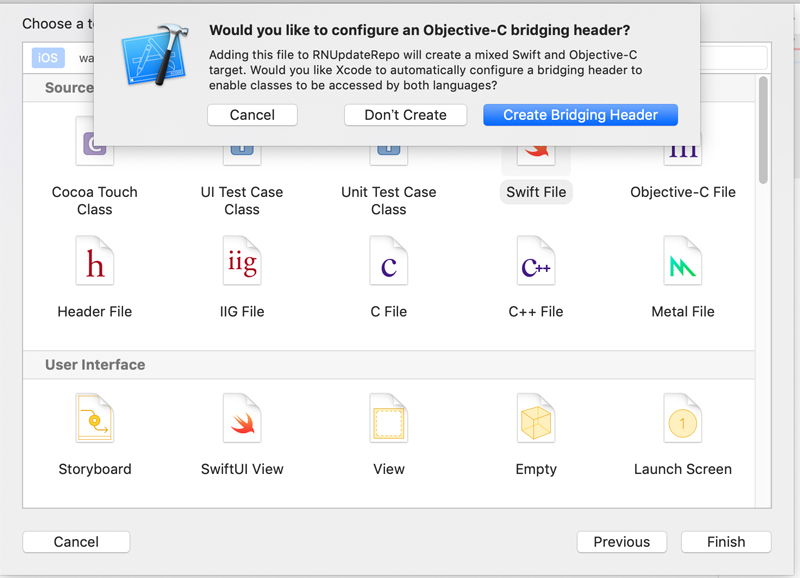 Choose a te
Would you like to configure an Objective-C bridging header?
Adding this file to RNUpdateRepo will create a mixed Swift and Objective-C
target. Would you like Xcode to automatically configure a bridging header to
enable classes to be accessed by both languages?
Cancel
Don't Create
Create Bridging Header
iOS
wa
Source
C
m
Cocoa Touch
Class
UI Test Case
Class
Unit Test Case
Class
Swift File
Objective-C File
h
iig
c
C++
Header File
IIG File
C File
C++ File
Metal File
User Interface
1
Storyboard
SwiftUI View
View
Empty
Launch Screen
Cancel
Previous
Finish